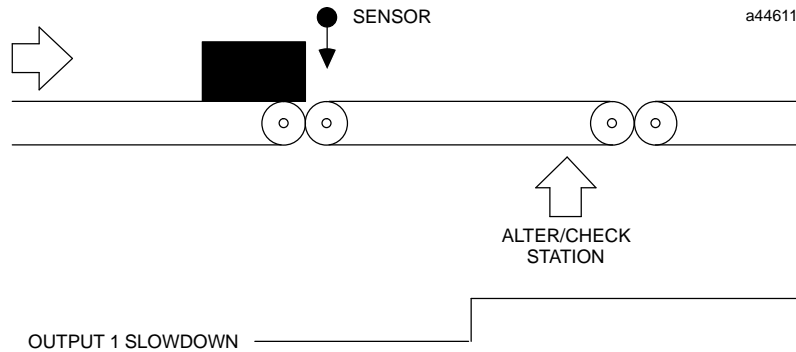 SENSOR
a44611
ALTER/CHECK
STATION
OUTPUT 1 SLOWDOWN